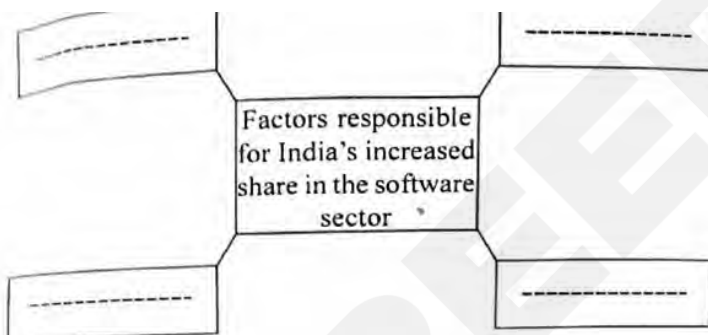 Factors responsible
for India's increased
share in the software
sector